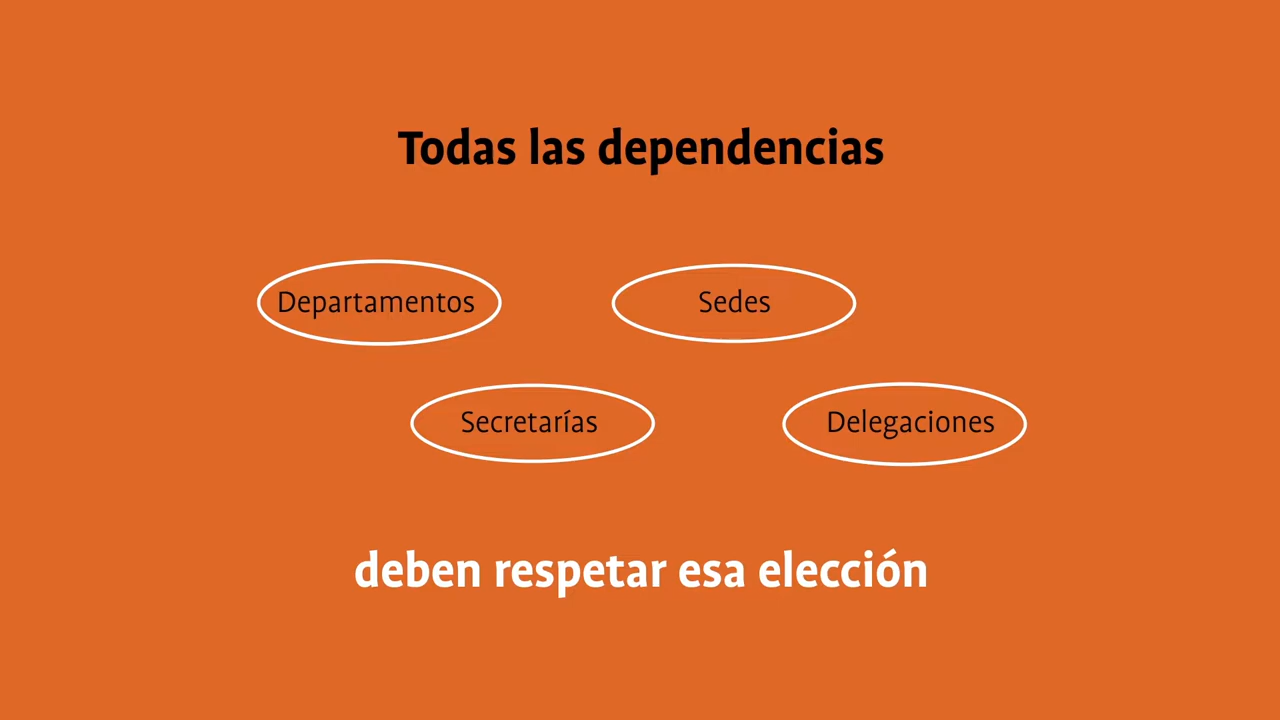 Todas las dependencias
Departamentos
Sedes
Secretarías
Delegaciones
deben respetar esa elección